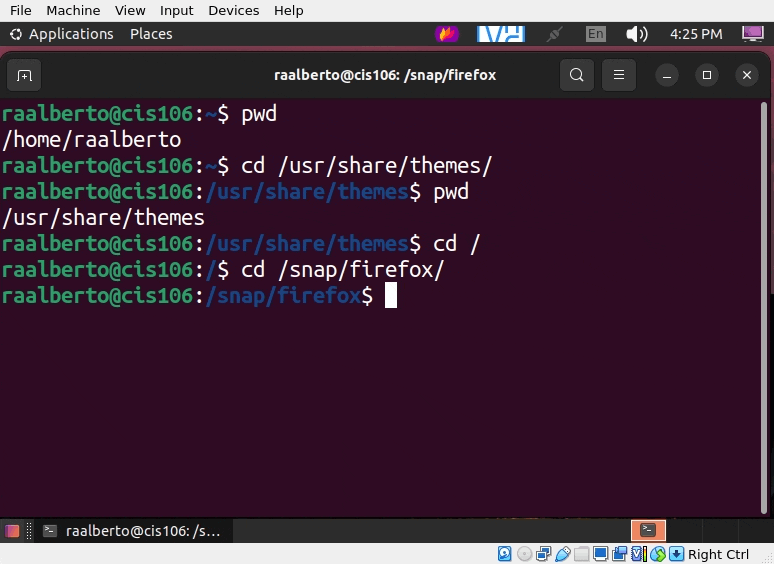 File Machine View Input Devices Help
Applications Places En 4:25 PM
raalberto@cis106: /snap/firefox
raalberto@cis106:~$ pwd
/home/raalberto
raalberto@cis106:~$ cd /usr/share/themes/
raalberto@cis106:/usr/share/themes$ pwd
/usr/share/themes
raalberto@cis106:/usr/share/themes$ cd /
raalberto@cis106:/$ cd /snap/firefox/
raalberto@cis106:/snap/firefox$
raalberto@cis106: /s...
Right Ctrl